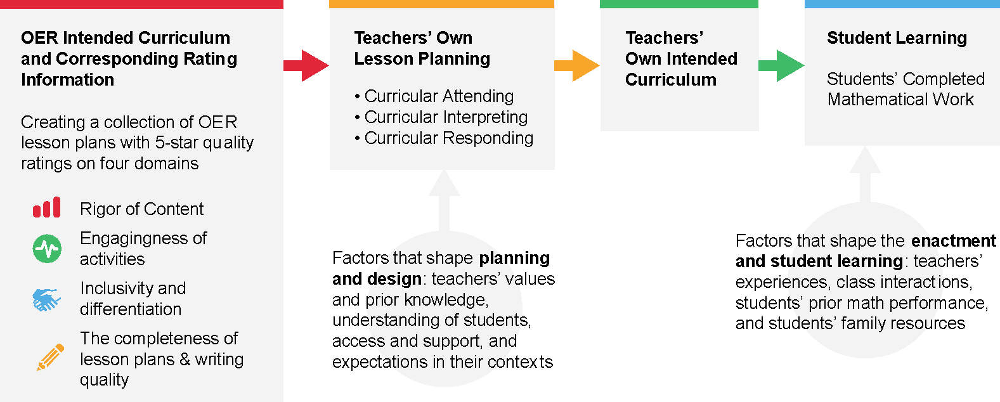 OER Intended Curriculum
and Corresponding Rating
Information
Creating a collection of OER
lesson plans with 5-star quality
ratings on four domains
Rigor of Content
Engagingness of
activities
Inclusivity and
differentiation
The completeness of
lesson plans & writing
quality
Teachers’ Own
Lesson Planning
• Curricular Attending
• Curricular Interpreting
• Curricular Responding
Factors that shape planning
and design: teachers’ values
and prior knowledge,
understanding of students,
access and support, and
expectations in their contexts
Teachers’
Own Intended
Curriculum
Student Learning
Students’ Completed
Mathematical Work
Factors that shape the enactment
and student learning: teachers’
experiences, class interactions,
students’ prior math performance,
and students’ family resources